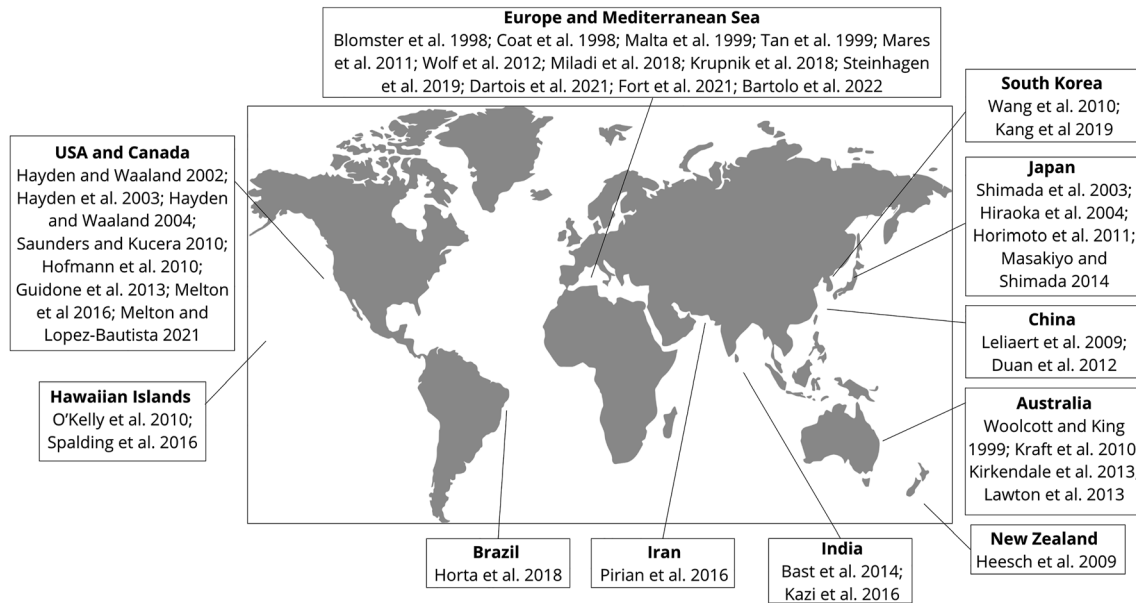 Europe and Mediterranean Sea
Blomster et al. 1998; Coat et al. 1998; Malta et al. 1999; Tan et al. 1999; Mares
et al. 2011; Wolf et al. 2012; Miladi et al. 2018; Krupnik et al. 2018; Steinhagen
et al. 2019; Dartois et al. 2021; Fort et al. 2021; Bartolo et al. 2022
USA and Canada
Hayden and Waaland 2002;
Hayden et al. 2003; Hayden
and Waaland 2004;
Saunders and Kucera 2010;
Hofmann et al. 2010;
Guidone et al. 2013; Melton
et al 2016; Melton and
Lopez-Bautista 2021
Hawaiian Islands
O'Kelly et al. 2010;
Spalding et al. 2016
South Korea
Wang et al. 2010;
Kang et al 2019
Japan
Shimada et al. 2003;
Hiraoka et al. 2004;
Horimoto et al. 2011;
Masakiyo and
Shimada 2014
China
Leliaert et al. 2009;
Duan et al. 2012
Australia
Woolcott and King
1999; Kraft et al. 2010
Kirkendale et al. 2013;
Lawton et al. 2013
New Zealand
Heesch et al. 2009
Brazil
Horta et al. 2018
Iran
Pirian et al. 2016
India
Bast et al. 2014;
Kazi et al. 2016